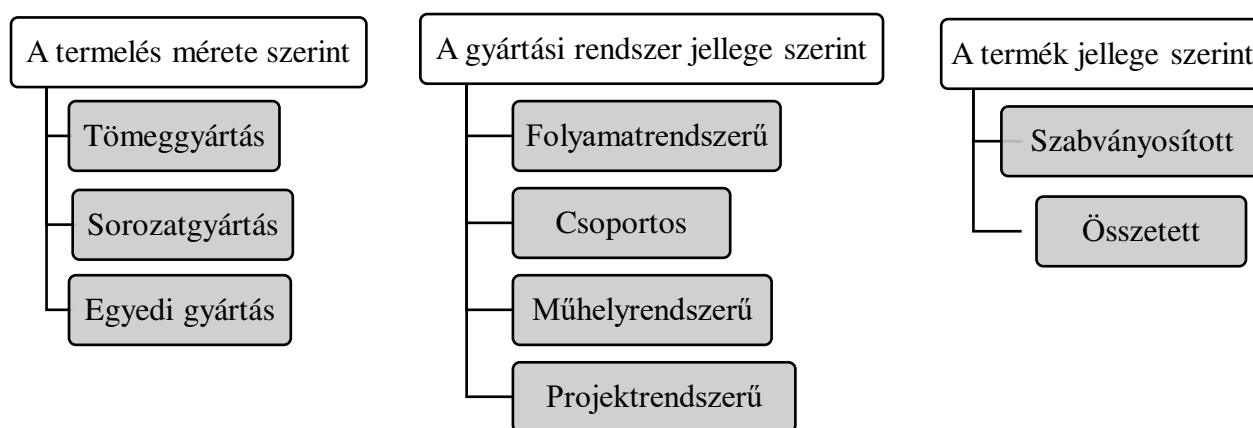 A termelés mérete szerint
Tömeggyártás
Sorozatgyártás
Egyedi gyártás
A gyártási rendszer jellege szerint
Folyamatrendszerű
Csoportos
Műhelyrendszerű
Projektrendszerű
A termék jellege szerint
Szabványosított
Összetett